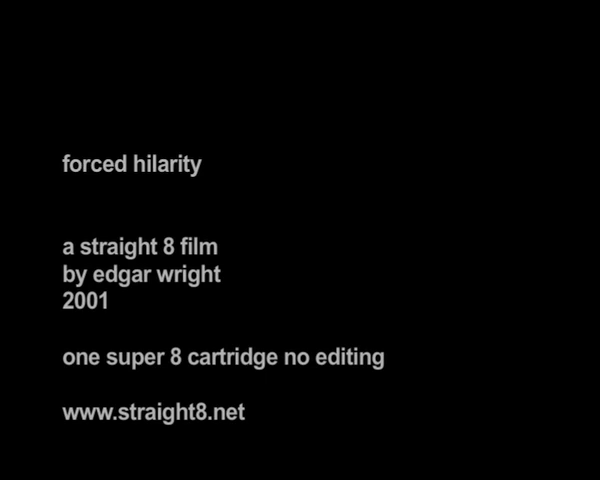 forced hilarity
a straight 8 film
by edgar wright
2001
one super 8 cartridge no editing
www.straight8.net